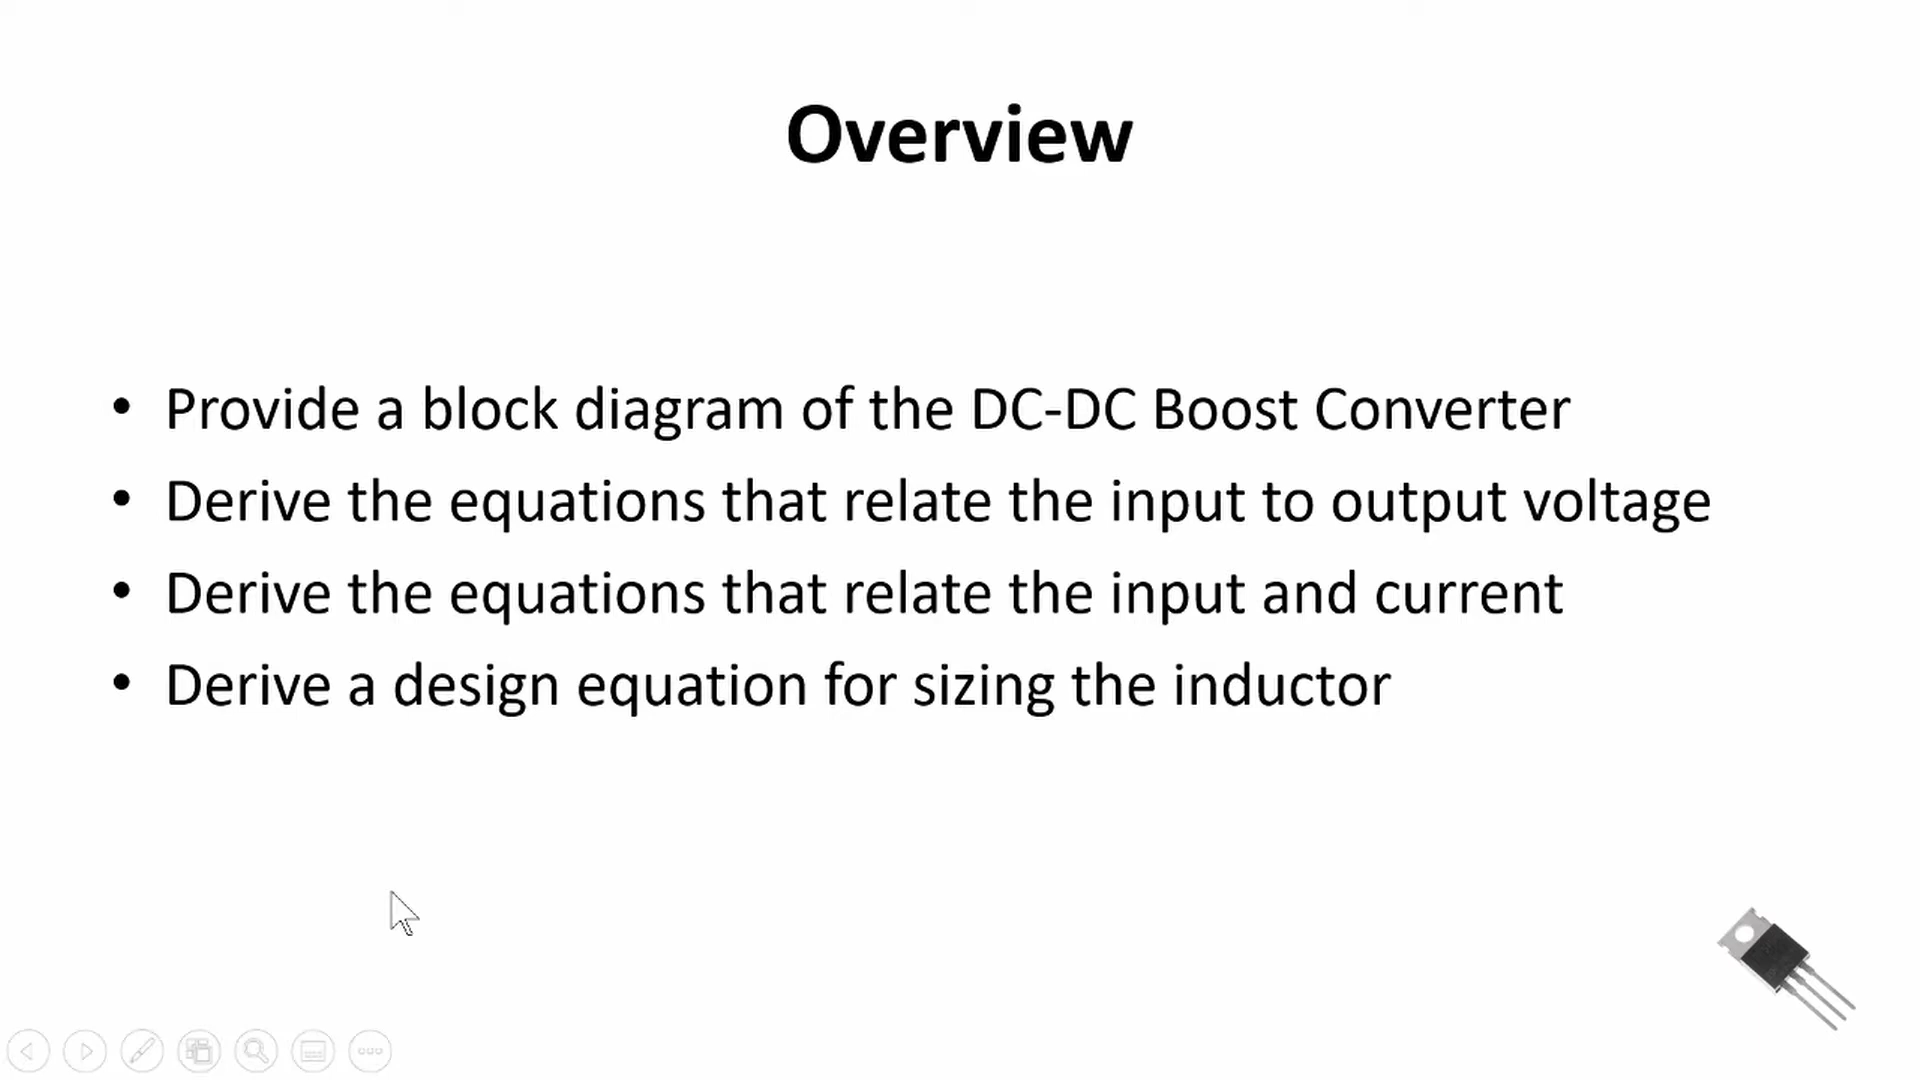 Overview
• Provide a block diagram of the DC-DC Boost Converter
• Derive the equations that relate the input to output voltage
• Derive the equations that relate the input and current
• Derive a design equation for sizing the inductor